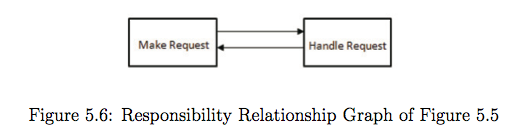 Make Request
Handle Request
Figure 5.6: Responsibility Relationship Graph of Figure 5.5